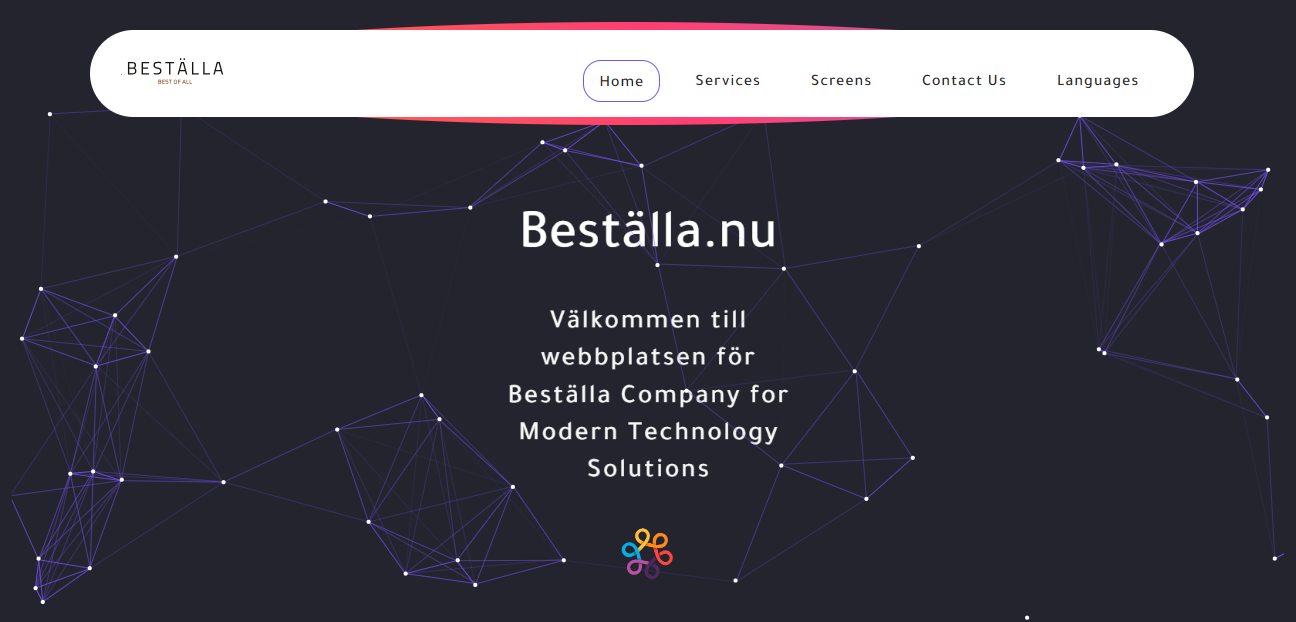 BESTÄLLA
BEST OF ALL
Home
Services
Screens
Contact Us
Languages
Beställa.nu
Välkommen till
webbplatsen för
Beställa Company for
Modern Technology
Solutions